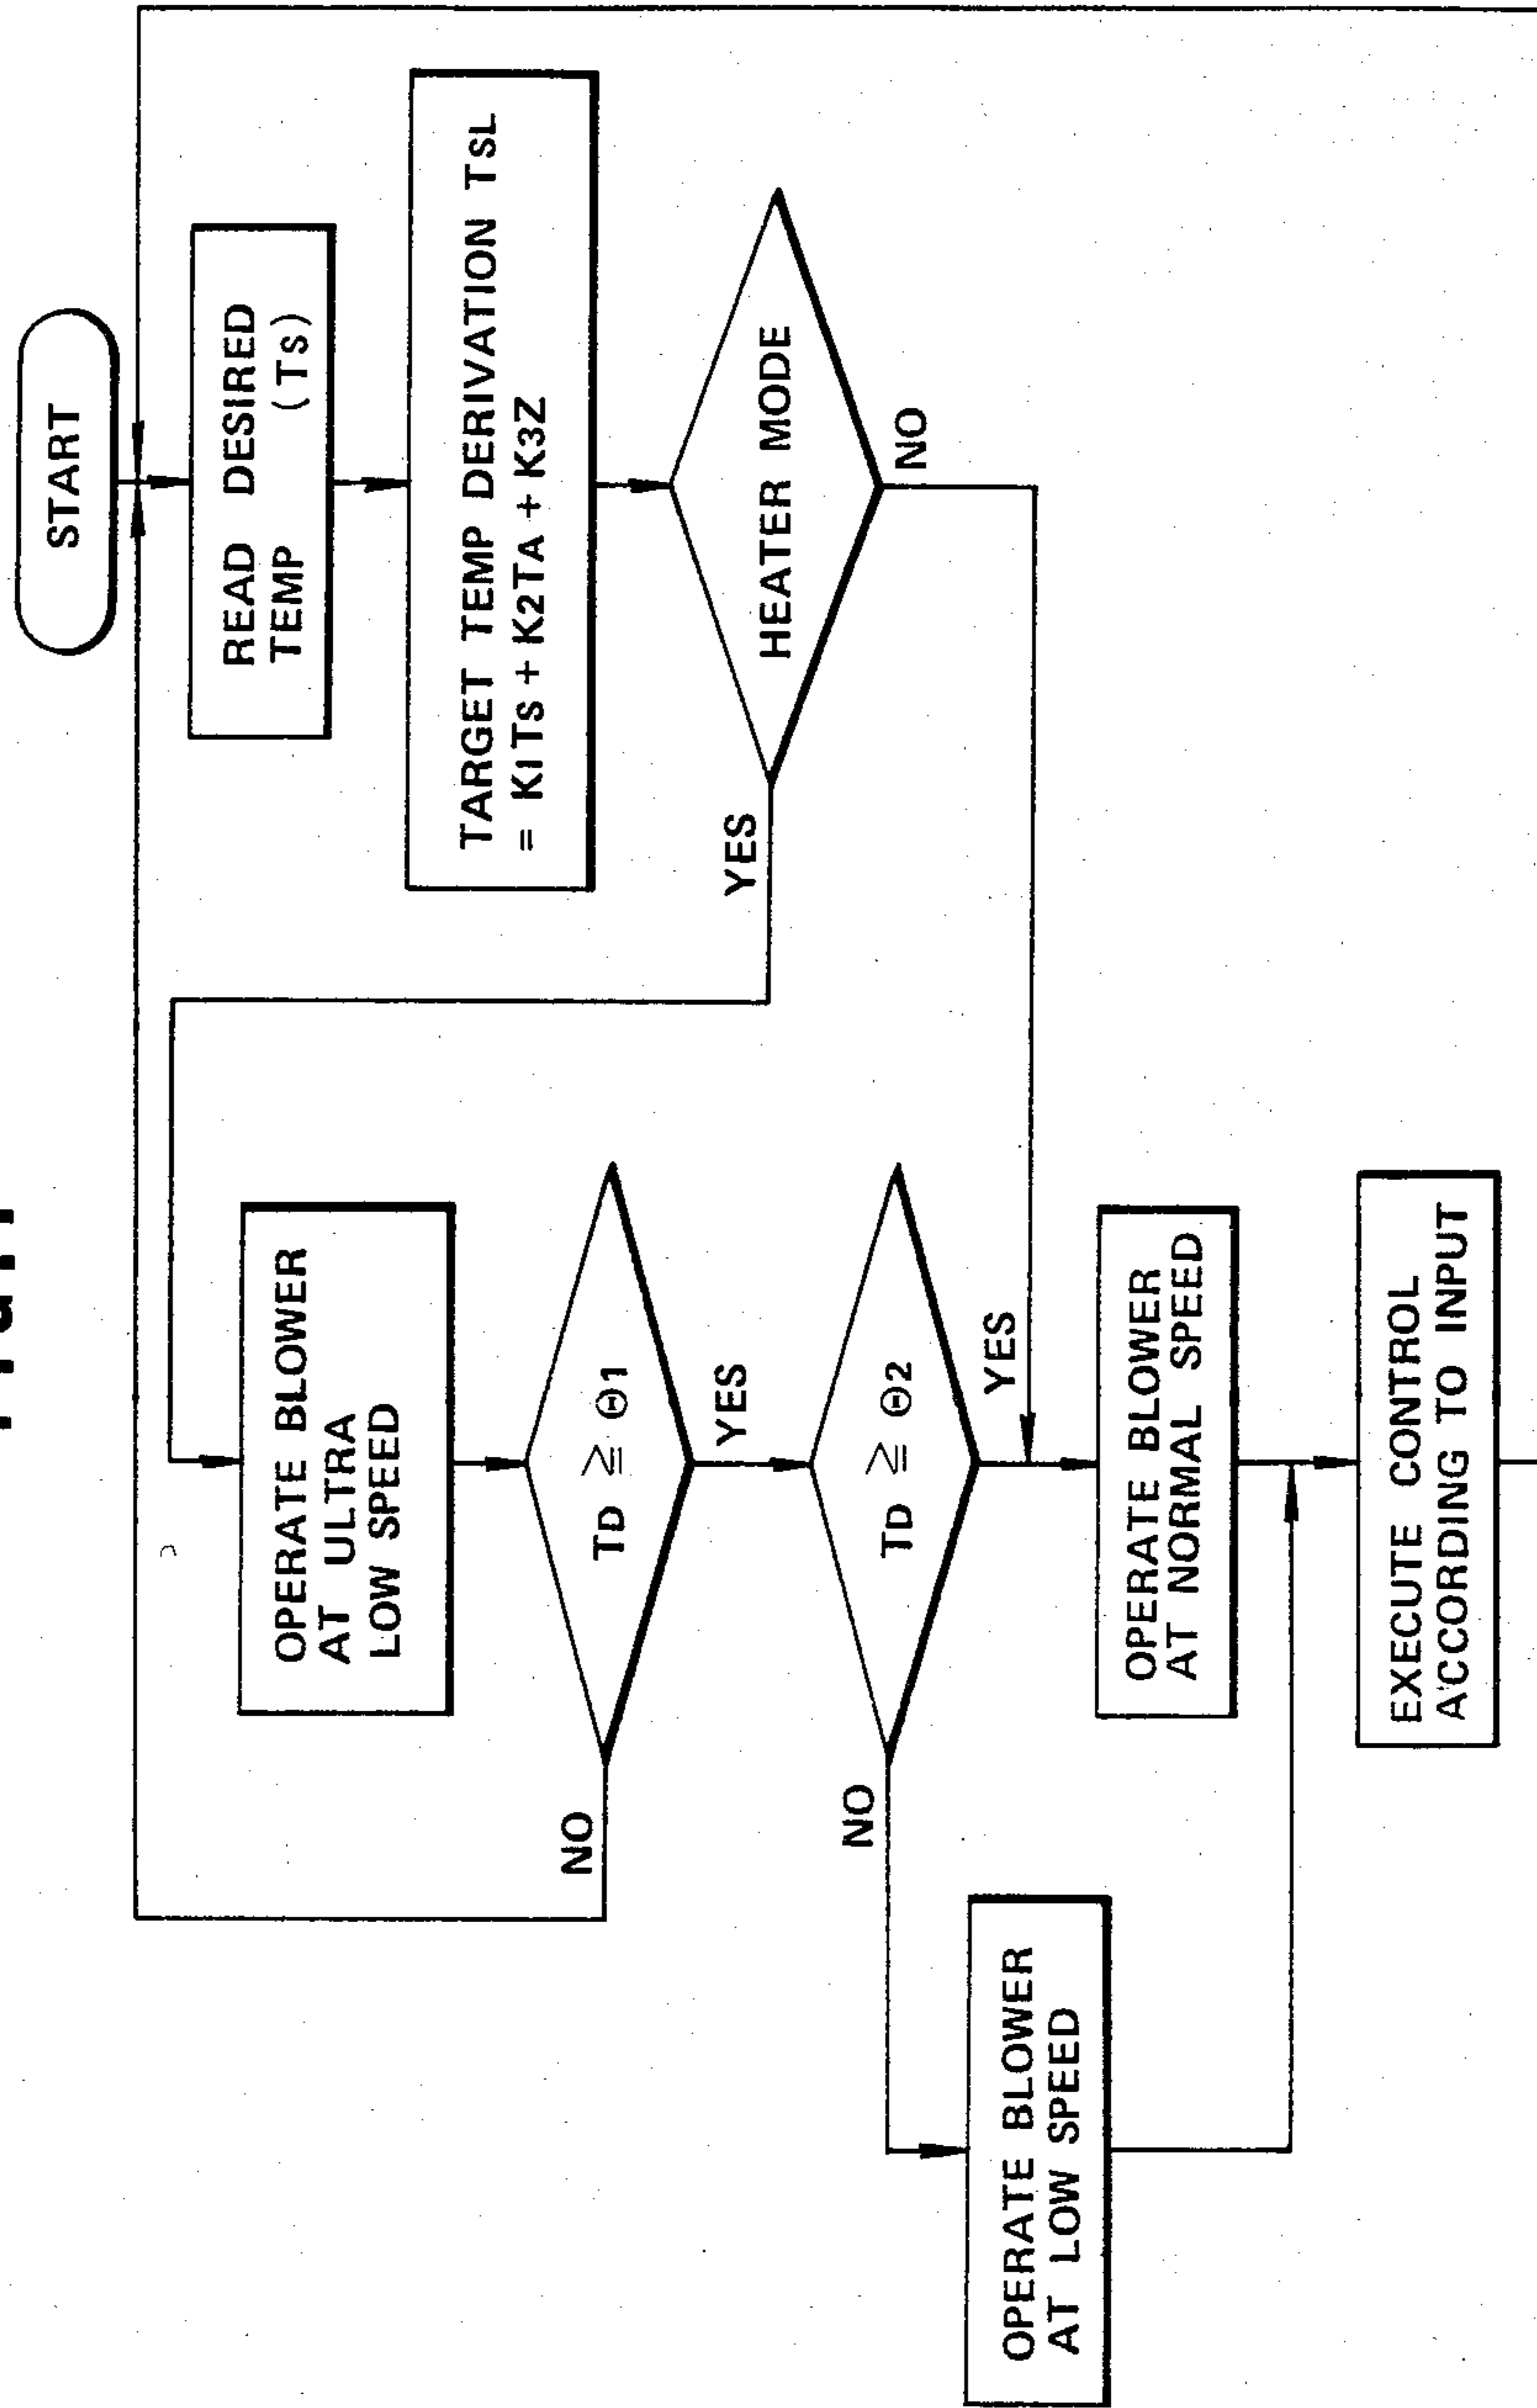 START
READ DESIRED
TEMP (Ts)
TARGET TEMP DERIVATION TSL
= K1Ts + K2TA + K3Z
HEATER MODE
YES
NO
OPERATE BLOWER
AT ULTRA
LOW SPEED
TD ≧ Θ1
NO
YES
TD ≧ Θ2
NO
YES
OPERATE BLOWER
AT LOW SPEED
OPERATE BLOWER
AT NORMAL SPEED
EXECUTE CONTROL
ACCORDING TO INPUT